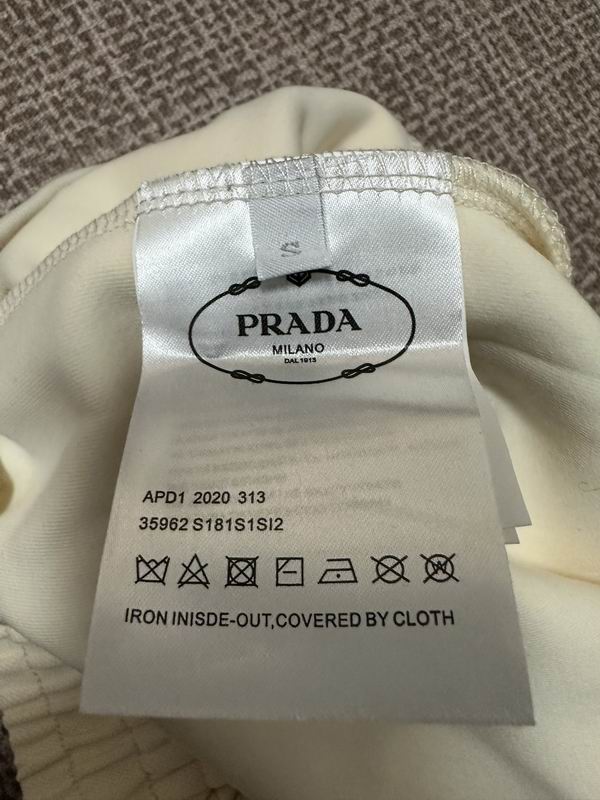 S
PRADA
MILANO
DAL 1913
APD1 2020 313
35962 S181S1SI2
IRON INISDE-OUT,COVERED BY CLOTH